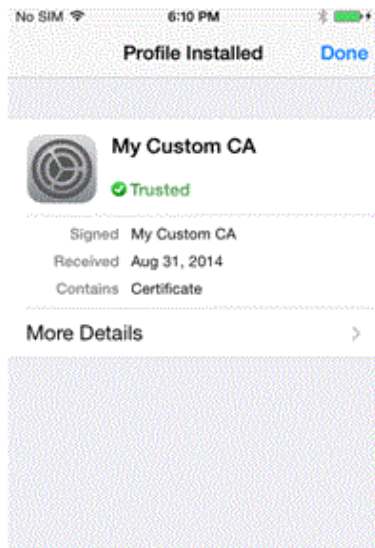 No SIM 6:10 PM
Profile Installed Done
My Custom CA
Trusted
Signed My Custom CA
Received Aug 31, 2014
Contains Certificate
More Details